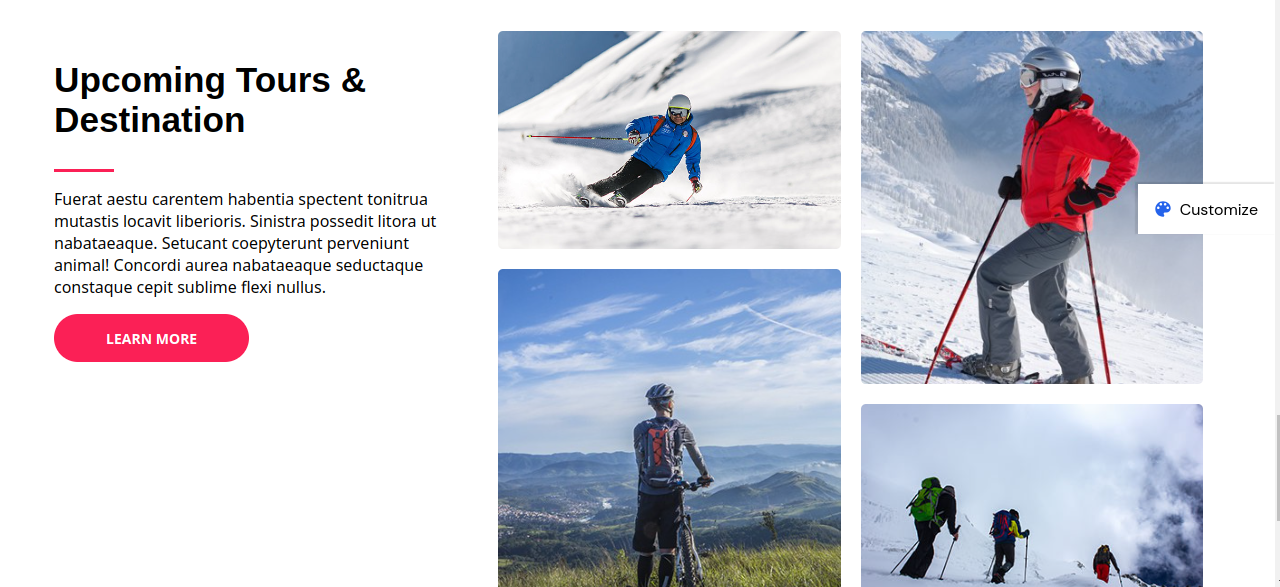 Upcoming Tours &
Destination
Fuerat aestu carentem habentia spectent tonitrua
mutastis locavit liberioris. Sinistra possedit litora ut
nabataeaque. Setucant coepyterunt perveniunt
animal! Concordi aurea nabataeaque seductaque
constaque cepit sublime flexi nullus.
LEARN MORE
Customize